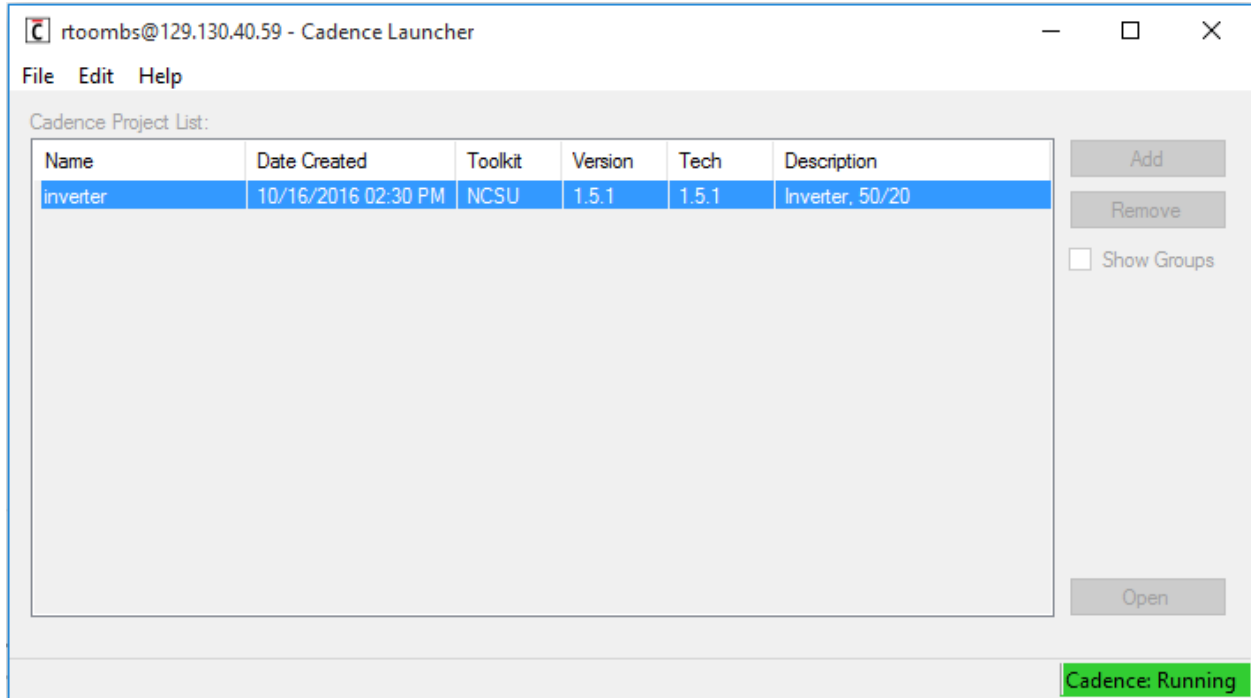 rtoombs@129.130.40.59 - Cadence Launcher
File Edit Help
Cadence Project List:
Name Date Created Toolkit Version Tech Description
inverter 10/16/2016 02:30 PM NCSU 1.5.1 1.5.1 Inverter, 50/20
Add
Remove
Show Groups
Open
Cadence: Running